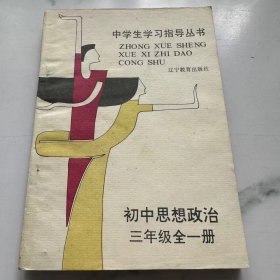 中学生学习指导丛书
ZHONG XUE SHENG
XUE XI ZHI DAO
CONG SHU
辽宁教育出版社
初中思想政治
三年级全一册